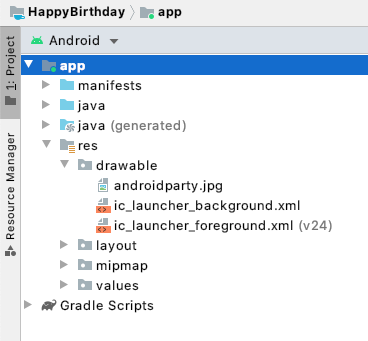 HappyBirthday app
Android
1: Project
Resource Manager
app
manifests
java
java (generated)
res
drawable
androidparty.jpg
ic_launcher_background.xml
ic_launcher_foreground.xml (v24)
layout
mipmap
values
Gradle Scripts